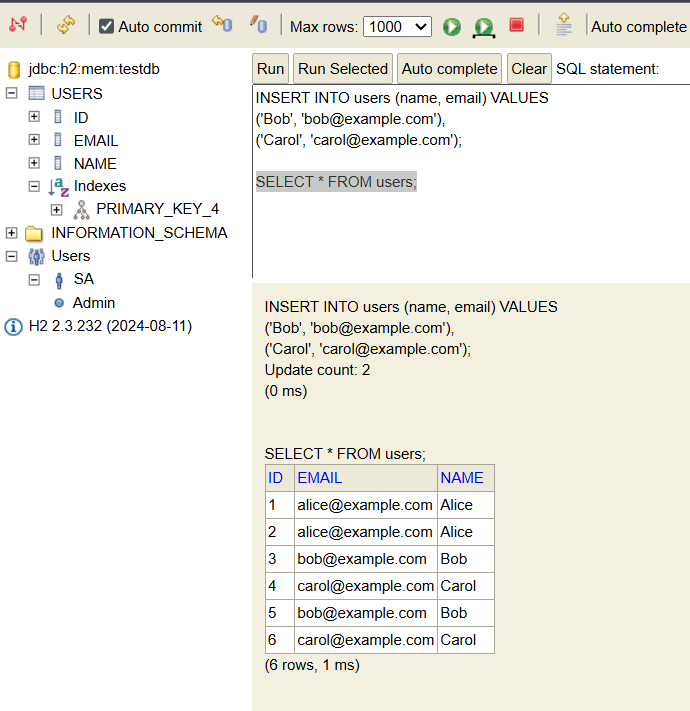 Auto commit
Max rows: 1000
Auto complete
jdbc:h2:mem:testdb
USERS
ID
EMAIL
NAME
Indexes
PRIMARY_KEY_4
INFORMATION_SCHEMA
Users
SA
Admin
H2 2.3.232 (2024-08-11)
Run Run Selected Auto complete Clear SQL statement:
INSERT INTO users (name, email) VALUES
('Bob', 'bob@example.com'),
('Carol', 'carol@example.com');
SELECT * FROM users;
INSERT INTO users (name, email) VALUES
('Bob', 'bob@example.com'),
('Carol', 'carol@example.com');
Update count: 2
(0 ms)
SELECT * FROM users;
ID EMAIL NAME
1 alice@example.com Alice
2 alice@example.com Alice
3 bob@example.com Bob
4 carol@example.com Carol
5 bob@example.com Bob
6 carol@example.com Carol
(6 rows, 1 ms)